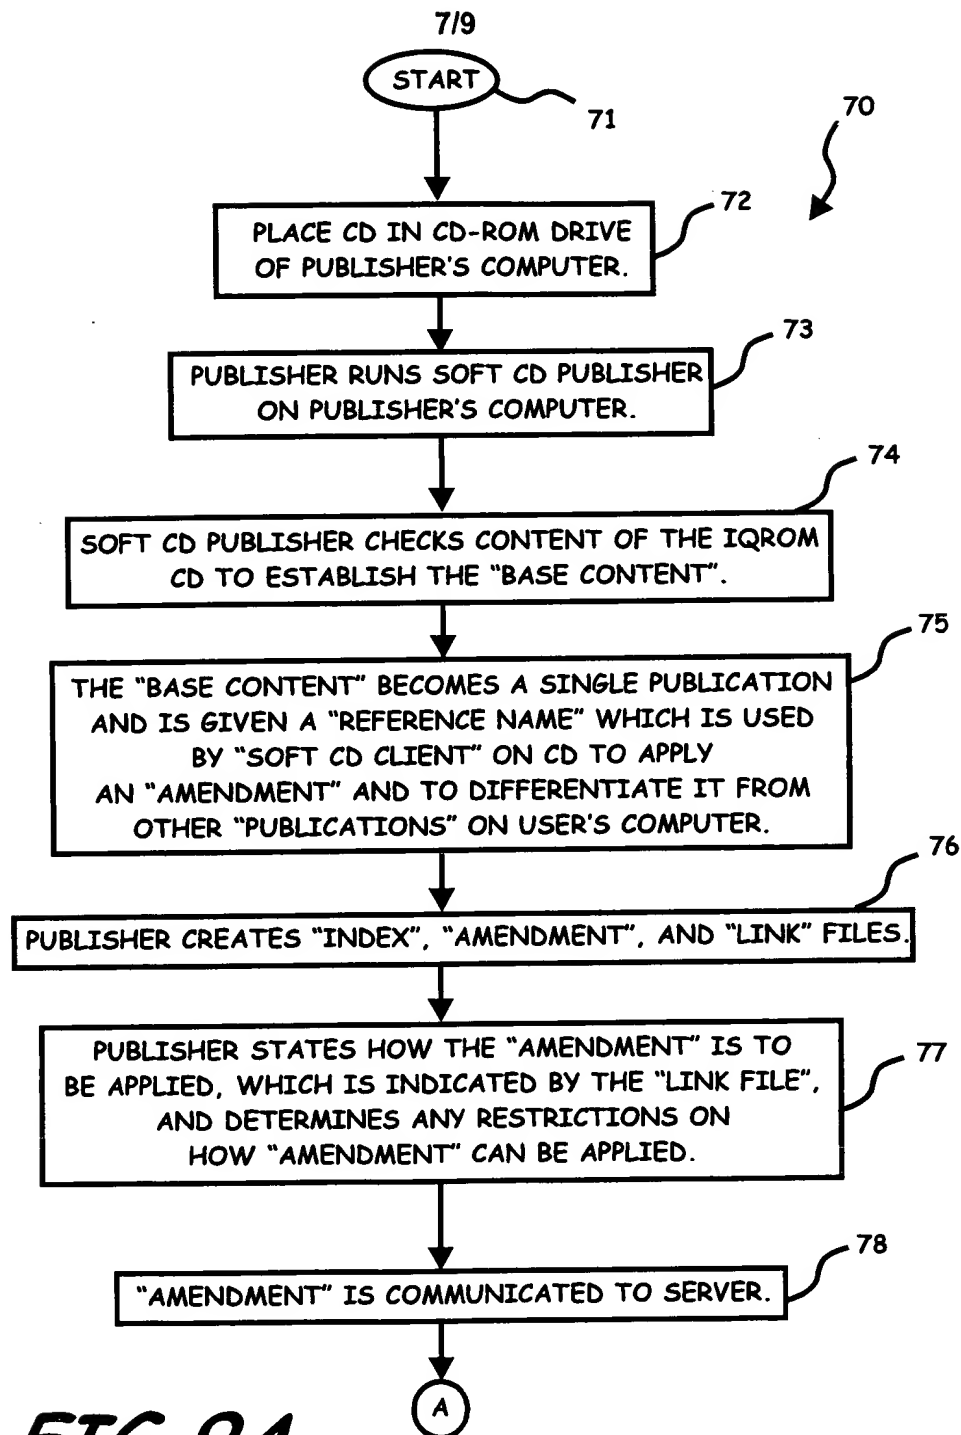 7/9
START
71
70
72
PLACE CD IN CD-ROM DRIVE
OF PUBLISHER'S COMPUTER.
73
PUBLISHER RUNS SOFT CD PUBLISHER
ON PUBLISHER'S COMPUTER.
74
SOFT CD PUBLISHER CHECKS CONTENT OF THE IQROM
CD TO ESTABLISH THE "BASE CONTENT".
75
THE "BASE CONTENT" BECOMES A SINGLE PUBLICATION
AND IS GIVEN A "REFERENCE NAME" WHICH IS USED
BY "SOFT CD CLIENT" ON CD TO APPLY
AN "AMENDMENT" AND TO DIFFERENTIATE IT FROM
OTHER "PUBLICATIONS" ON USER'S COMPUTER.
76
PUBLISHER CREATES "INDEX", "AMENDMENT", AND "LINK" FILES.
77
PUBLISHER STATES HOW THE "AMENDMENT" IS TO
BE APPLIED, WHICH IS INDICATED BY THE "LINK FILE",
AND DETERMINES ANY RESTRICTIONS ON
HOW "AMENDMENT" CAN BE APPLIED.
78
"AMENDMENT" IS COMMUNICATED TO SERVER.
A